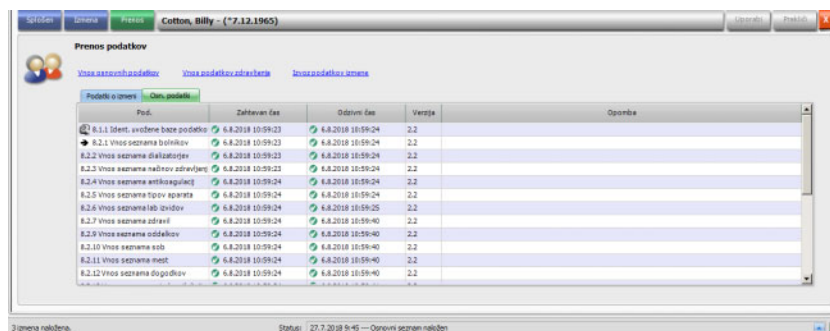 Splošen Izmena Prenos Cotton, Billy - (*7.12.1965) Uporabi Prekliči X
Prenos podatkov
Vnos osnovnih podatkov Vnos podatkov zdravljenja Izvoz podatkov izmene
Podatki o izmeni Osn. podatki
Pod. Zahtevan čas Odzivni čas Verzija Opomba
8.1.1 Ident. uvožene baze podatko 6.8.2018 10:59:23 6.8.2018 10:59:24 2.2
8.2.1 Vnos seznama bolnikov 6.8.2018 10:59:23 6.8.2018 10:59:24 2.2
8.2.2 Vnos seznama dializatorjev 6.8.2018 10:59:23 6.8.2018 10:59:24 2.2
8.2.3 Vnos seznama načinov zdravljenj 6.8.2018 10:59:23 6.8.2018 10:59:24 2.2
8.2.4 Vnos seznama antikoagulacij 6.8.2018 10:59:24 6.8.2018 10:59:24 2.2
8.2.5 Vnos seznama tipov aparata 6.8.2018 10:59:24 6.8.2018 10:59:24 2.2
8.2.6 Vnos seznama lab izvidov 6.8.2018 10:59:24 6.8.2018 10:59:25 2.2
8.2.7 Vnos seznama zdravil 6.8.2018 10:59:24 6.8.2018 10:59:40 2.2
8.2.9 Vnos seznama oddelkov 6.8.2018 10:59:24 6.8.2018 10:59:40 2.2
8.2.10 Vnos seznama sob 6.8.2018 10:59:24 6.8.2018 10:59:40 2.2
8.2.11 Vnos seznama mest 6.8.2018 10:59:24 6.8.2018 10:59:40 2.2
8.2.12 Vnos seznama dogodkov 6.8.2018 10:59:24 6.8.2018 10:59:40 2.2
3 izmena naložena. Status: 27.7.2018 9:45 --- Osnovni seznam naložen